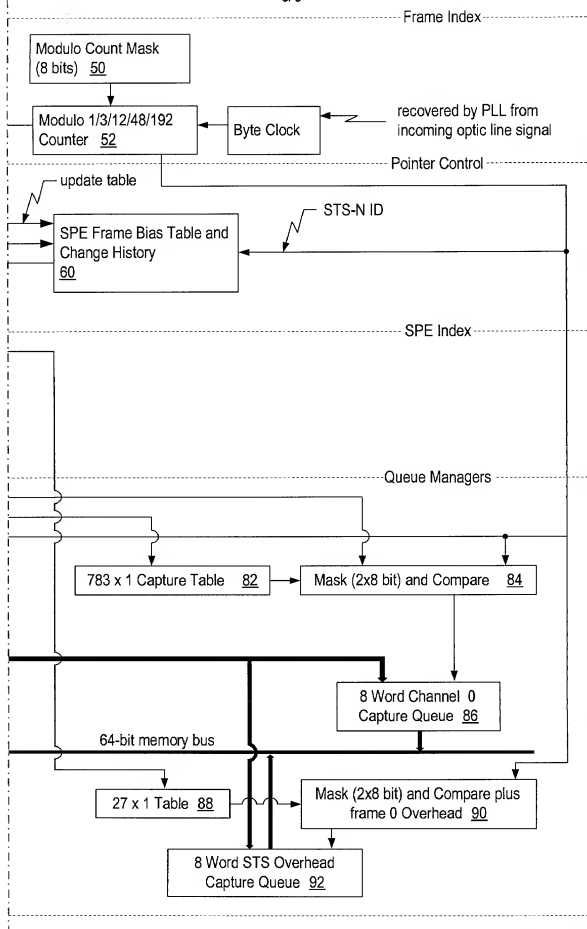 Frame Index
Modulo Count Mask
(8 bits) 50
Modulo 1/3/12/48/192
Counter 52
Byte Clock
recovered by PLL from
incoming optic line signal
Pointer Control
update table
STS-N ID
SPE Frame Bias Table and
Change History
60
SPE Index
Queue Managers
783 x 1 Capture Table 82
Mask (2x8 bit) and Compare 84
8 Word Channel 0
Capture Queue 86
64-bit memory bus
27 x 1 Table 88
Mask (2x8 bit) and Compare plus
frame 0 Overhead 90
8 Word STS Overhead
Capture Queue 92